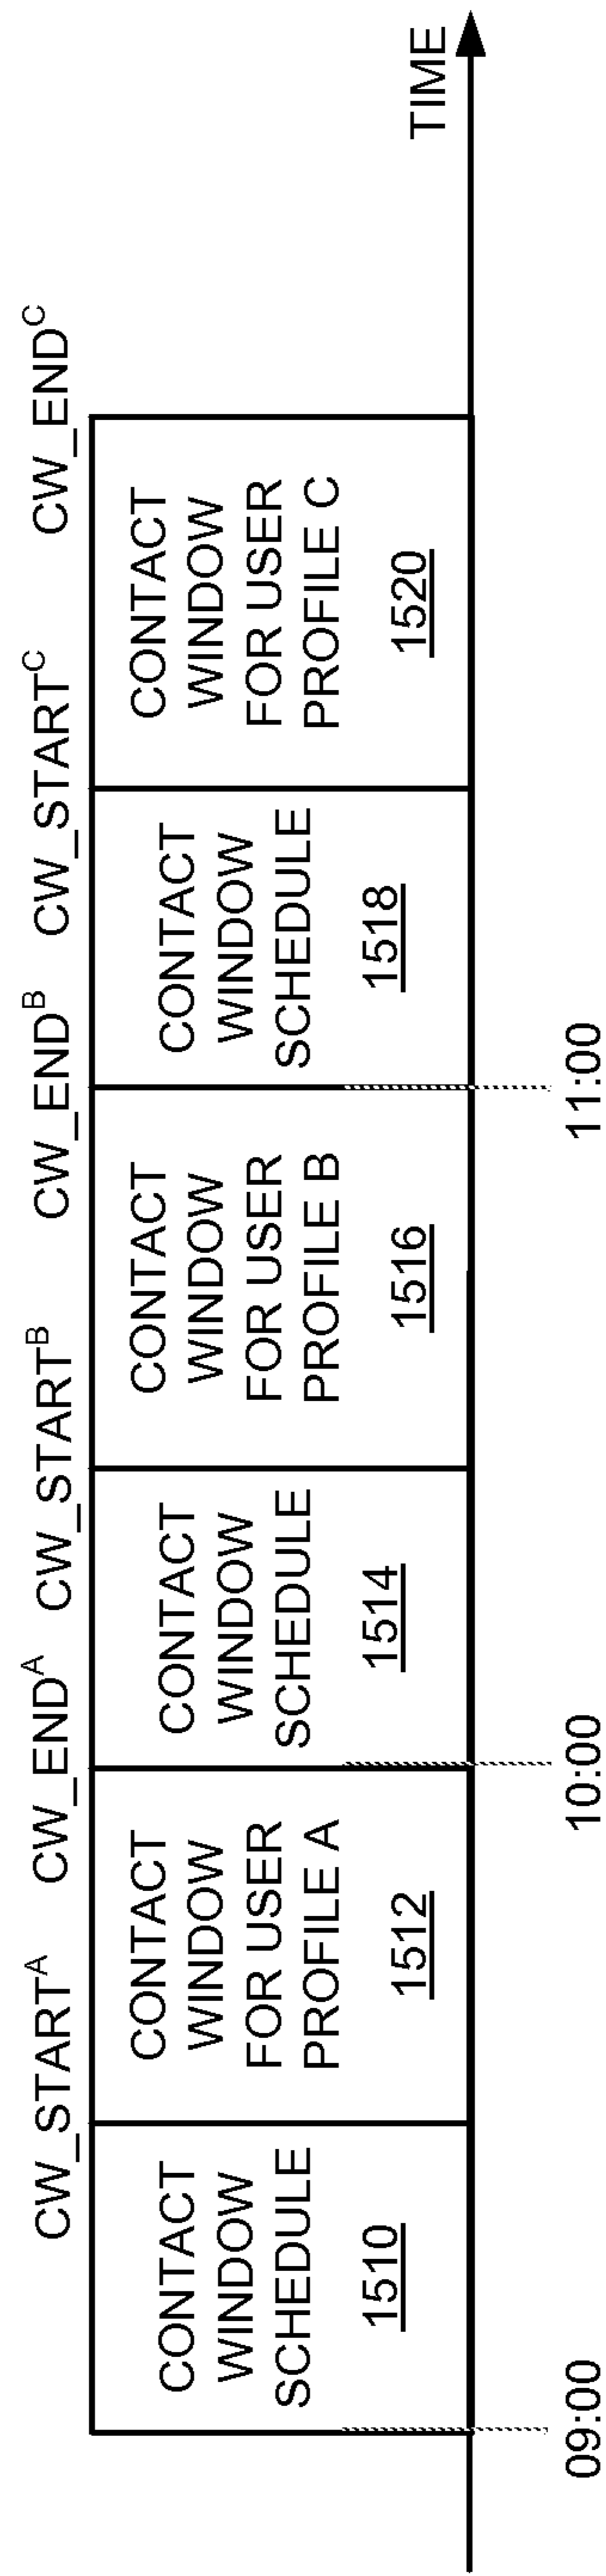 CW_START^A
CW_END^A
CW_START^B
CW_END^B
CW_START^C
CW_END^C
CONTACT
WINDOW
SCHEDULE
1510
CONTACT
WINDOW
FOR USER
PROFILE A
1512
CONTACT
WINDOW
SCHEDULE
1514
CONTACT
WINDOW
FOR USER
PROFILE B
1516
CONTACT
WINDOW
SCHEDULE
1518
CONTACT
WINDOW
FOR USER
PROFILE C
1520
TIME
09:00
10:00
11:00